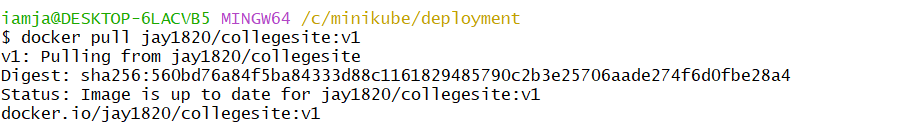 iamja@DESKTOP-6LACVB5 MINGW64 /c/minikube/deployment
$ docker pull jay1820/collegesite:v1
v1: Pulling from jay1820/collegesite
Digest: sha256:560bd76a84f5ba84333d88c1161829485790c2b3e25706aade274f6d0fbe28a4
Status: Image is up to date for jay1820/collegesite:v1
docker.io/jay1820/collegesite:v1